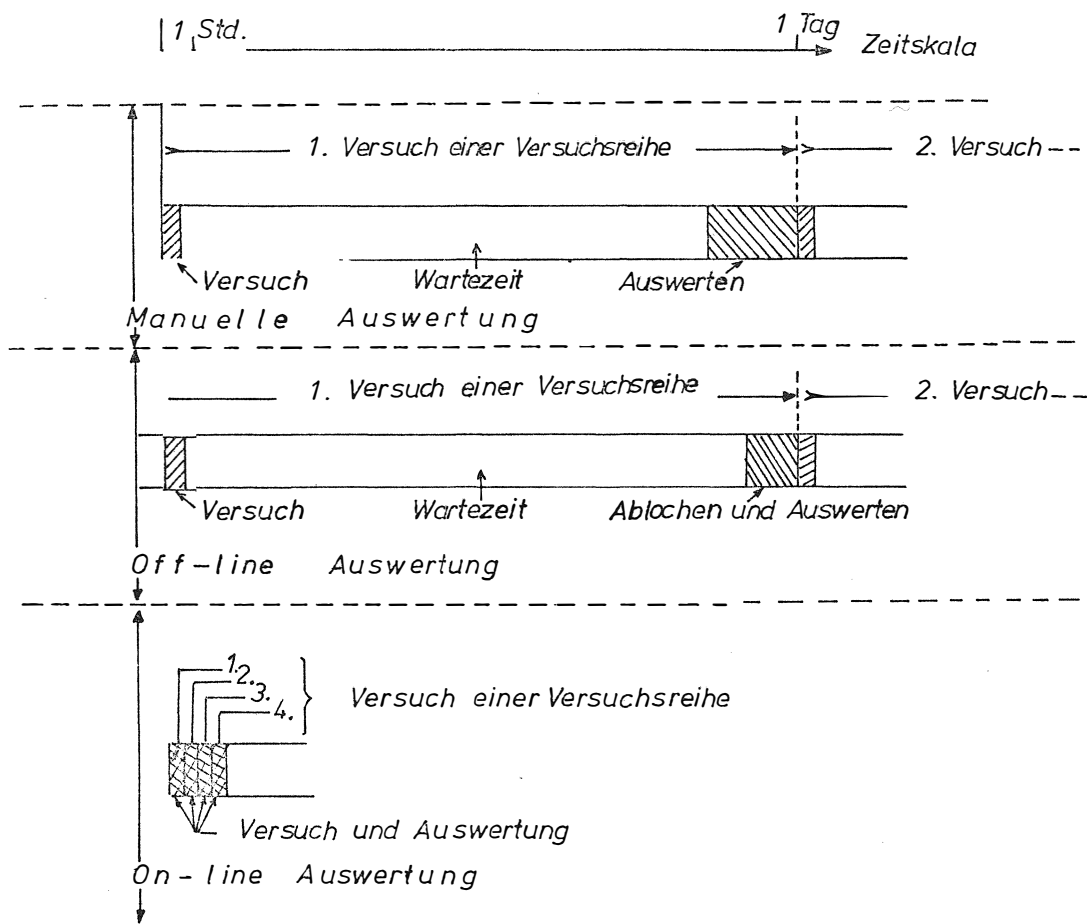 1 Std.
1 Tag
Zeitskala
1. Versuch einer Versuchsreihe
2. Versuch
Versuch
Wartezeit
Auswerten
Manuelle Auswertung
1. Versuch einer Versuchsreihe
2. Versuch
Versuch
Wartezeit
Ablochen und Auswerten
Off-line Auswertung
1.
2.
3.
4.
Versuch einer Versuchsreihe
Versuch und Auswertung
On-line Auswertung